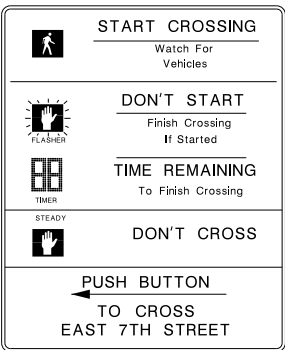 START CROSSING
Watch For
Vehicles
DON'T START
Finish Crossing
If Started
FLASHER
TIME REMAINING
To Finish Crossing
88
TIMER
STEADY
DON'T CROSS
PUSH BUTTON
TO CROSS
EAST 7TH STREET